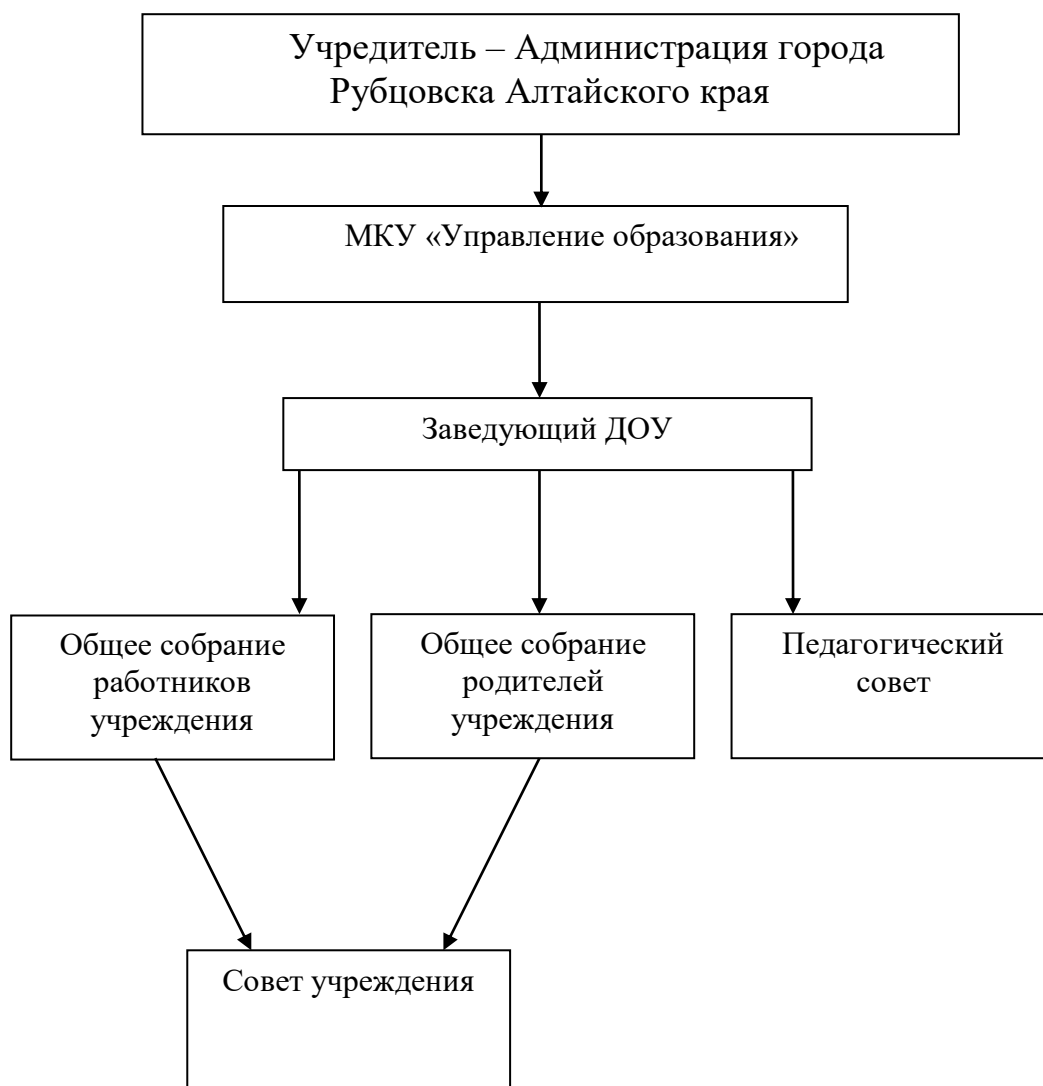 Учредитель – Администрация города
Рубцовска Алтайского края
МКУ «Управление образования»
Заведующий ДОУ
Общее собрание
работников
учреждения
Общее собрание
родителей
учреждения
Педагогический
совет
Совет учреждения